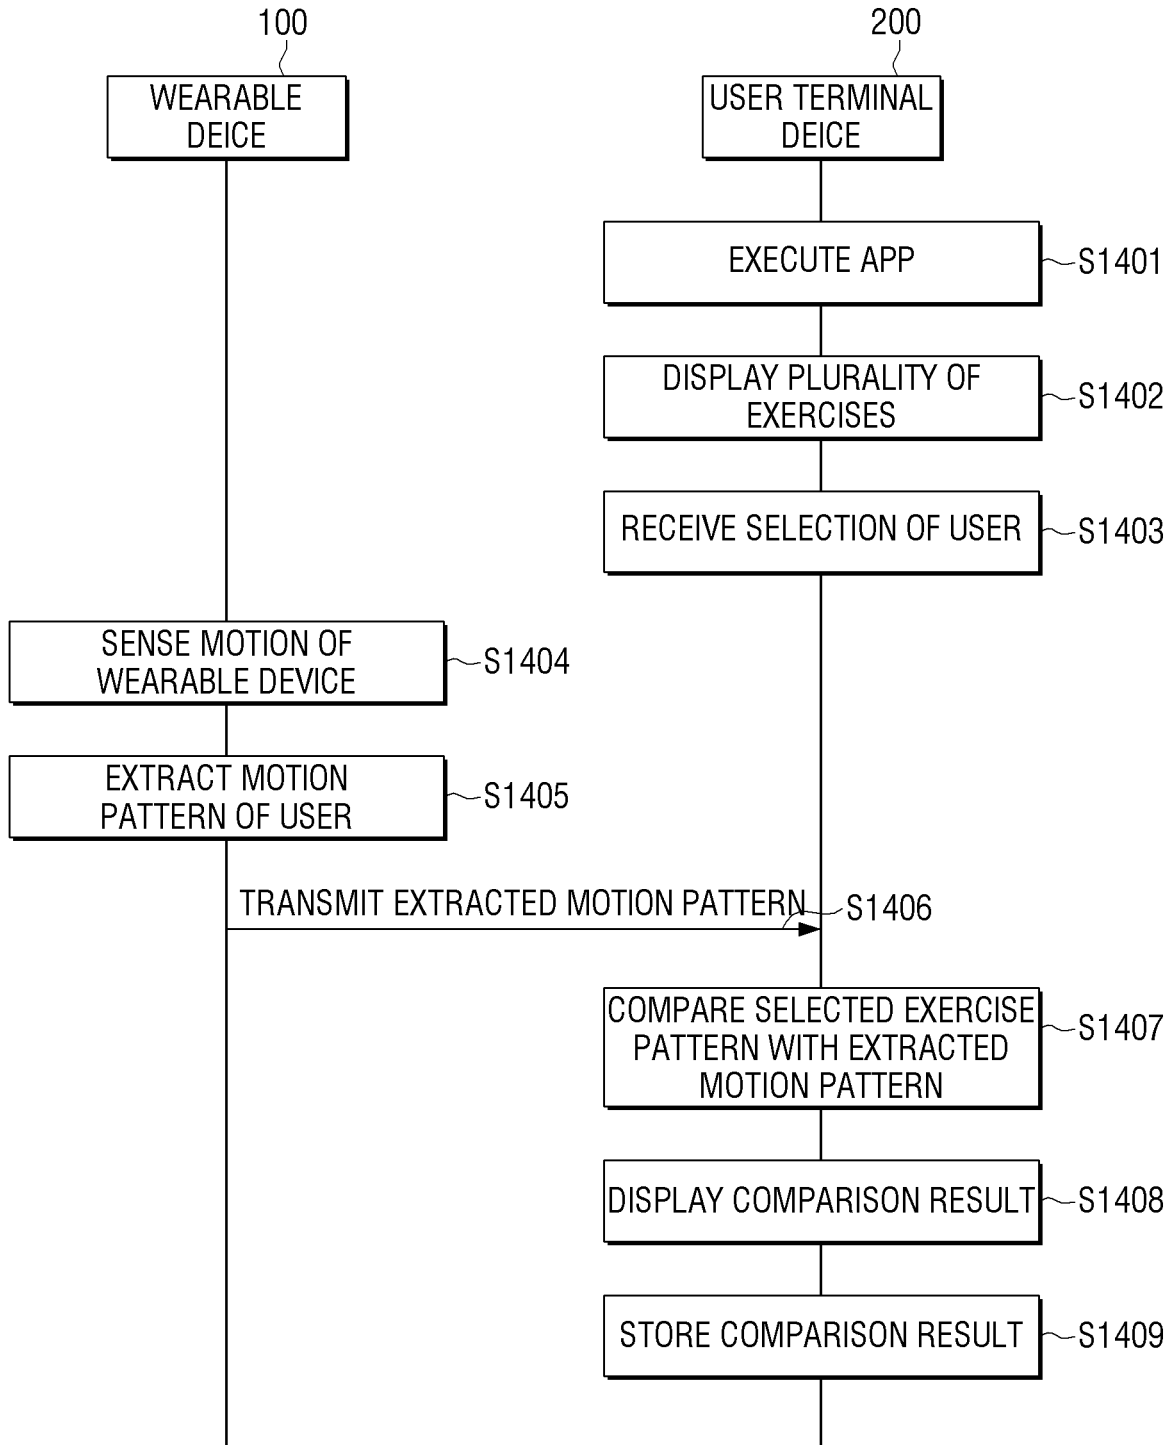 100
200
WEARABLE
DEICE
USER TERMINAL
DEICE
EXECUTE APP
S1401
DISPLAY PLURALITY OF
EXERCISES
S1402
RECEIVE SELECTION OF USER
S1403
SENSE MOTION OF
WEARABLE DEVICE
S1404
EXTRACT MOTION
PATTERN OF USER
S1405
TRANSMIT EXTRACTED MOTION PATTERN
S1406
COMPARE SELECTED EXERCISE
PATTERN WITH EXTRACTED
MOTION PATTERN
S1407
DISPLAY COMPARISON RESULT
S1408
STORE COMPARISON RESULT
S1409